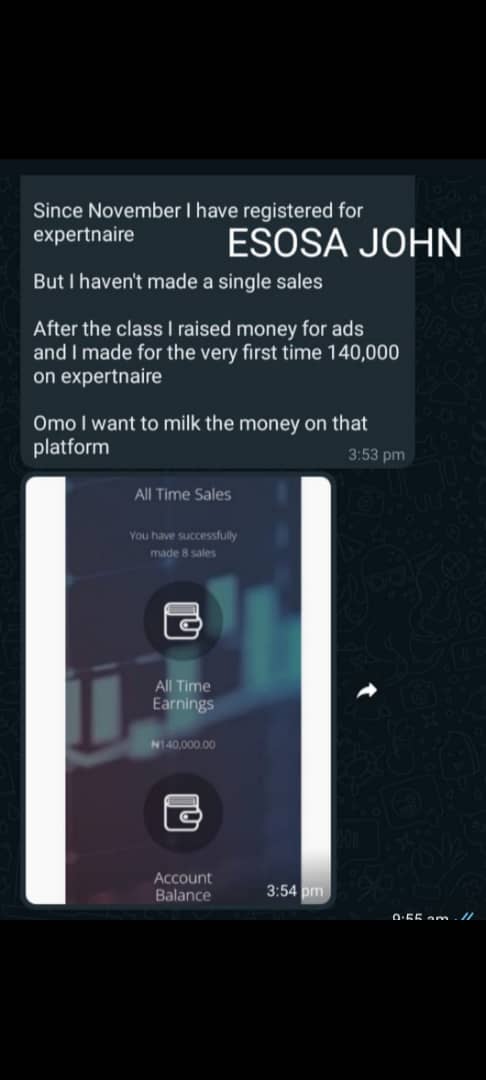 Since November I have registered for
expertnaire
ESOSA JOHN
But I haven't made a single sales
After the class I raised money for ads
and I made for the very first time 140,000
on expertnaire
Omo I want to milk the money on that
platform
3:53 pm
All Time Sales
You have successfully
made 8 sales
All Time
Earnings
₦140,000.00
Account
Balance
3:54 pm
9:55 am